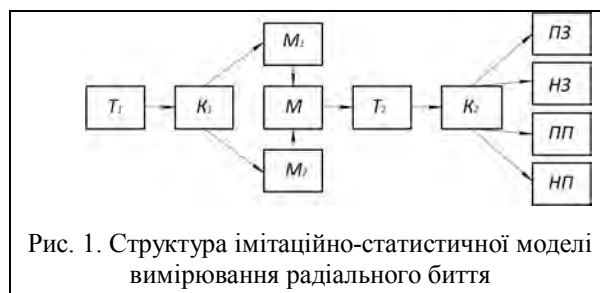 М₁
ПЗ
НЗ
Т₁
К₁
М
Т₂
К₂
ПП
М₂
НП
Рис. 1. Структура імітаційно-статистичної моделі
вимірювання радіального биття